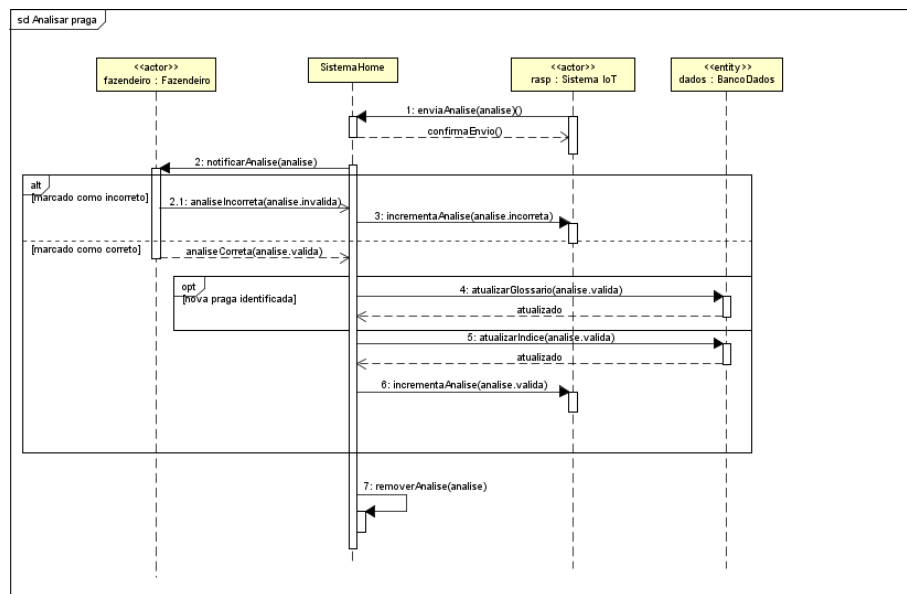 sd Analisar praga
<<actor>>
fazendeiro : Fazendeiro
SistemaHome
<<actor>>
rasp : Sistema IoT
<<entity>>
dados : BancoDados
1: enviaAnalise(analise)()
confirmaEnvio()
2: notificarAnalise(analise)
alt
[marcado como incorreto]
2.1: analiseIncorreta(analise.invalida)
3: incrementaAnalise(analise.incorreta)
[marcado como correto]
analiseCorreta(analise.valida)
opt
[nova praga identificada]
4: atualizarGlossario(analise.valida)
atualizado
5: atualizarIndice(analise.valida)
atualizado
6: incrementaAnalise(analise.valida)
7: removerAnalise(analise)